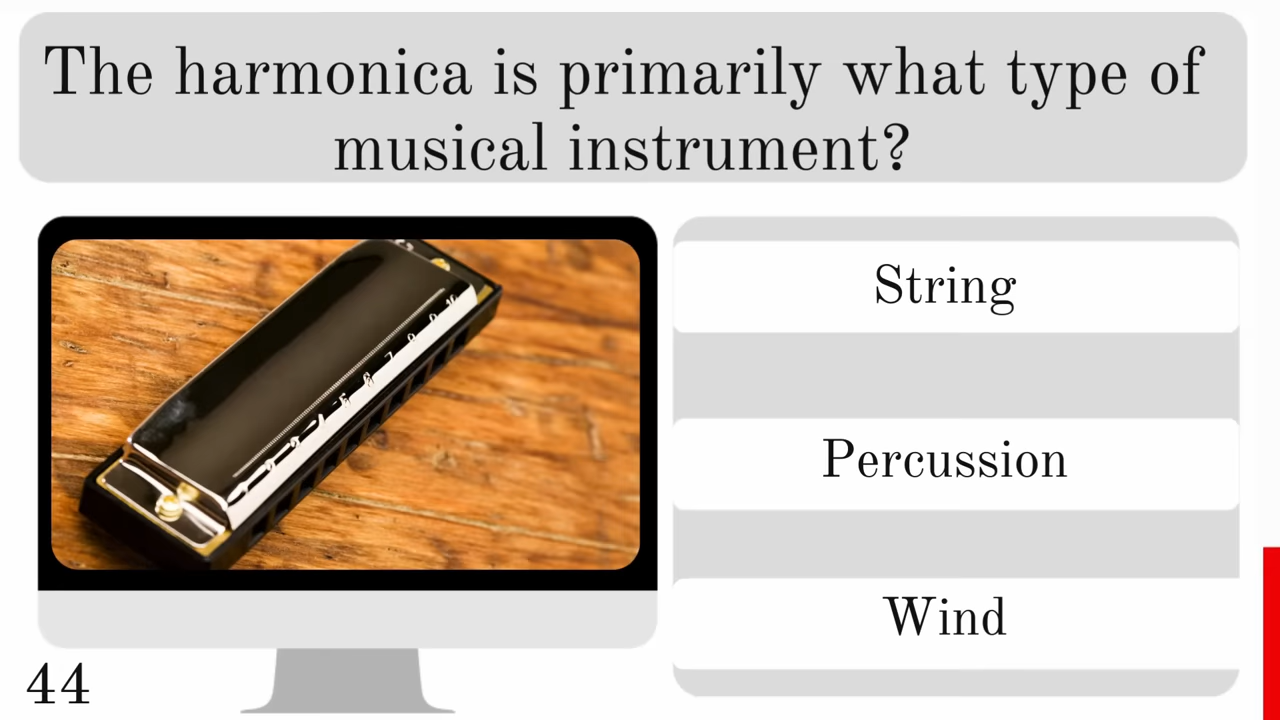 The harmonica is primarily what type of
musical instrument?
String
Percussion
Wind
44